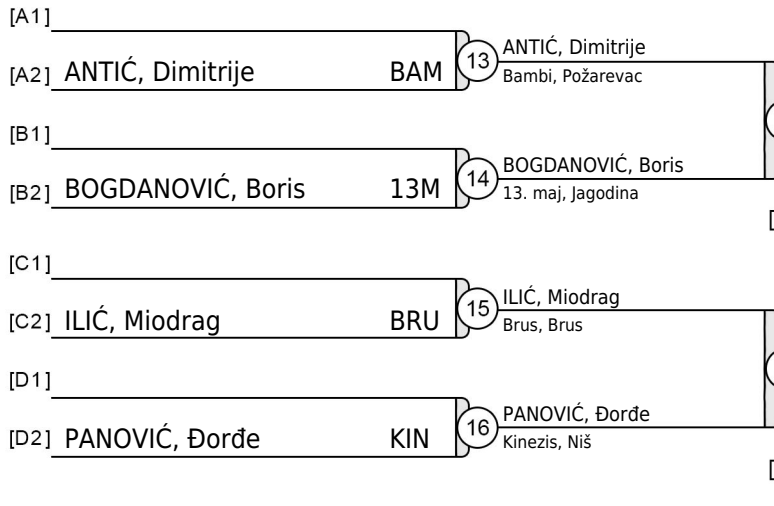 [A1]
[A2] ANTIĆ, Dimitrije BAM
13
ANTIĆ, Dimitrije
Bambi, Požarevac
[B1]
[B2] BOGDANOVIĆ, Boris 13M
14
BOGDANOVIĆ, Boris
13. maj, Jagodina
[C1]
[C2] ILIĆ, Miodrag BRU
15
ILIĆ, Miodrag
Brus, Brus
[D1]
[D2] PANOVIĆ, Đorđe KIN
16
PANOVIĆ, Đorđe
Kinezis, Niš